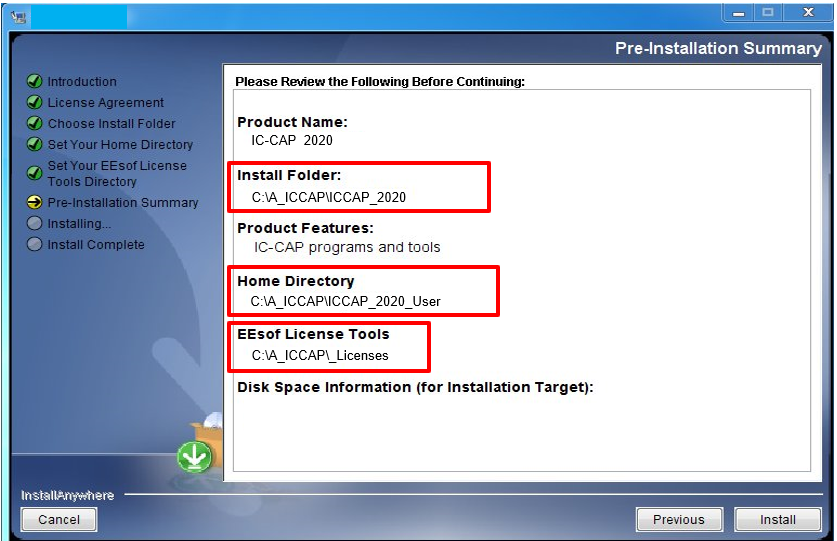 Pre-Installation Summary
Introduction
License Agreement
Choose Install Folder
Set Your Home Directory
Set Your EEsof License
Tools Directory
Pre-Installation Summary
Installing...
Install Complete
Please Review the Following Before Continuing:
Product Name:
IC-CAP 2020
Install Folder:
C:\A_ICCAP\ICCAP_2020
Product Features:
IC-CAP programs and tools
Home Directory
C:\A_ICCAP\ICCAP_2020_User
EEsof License Tools
C:\A_ICCAP\_Licenses
Disk Space Information (for Installation Target):
InstallAnywhere
Cancel
Previous
Install